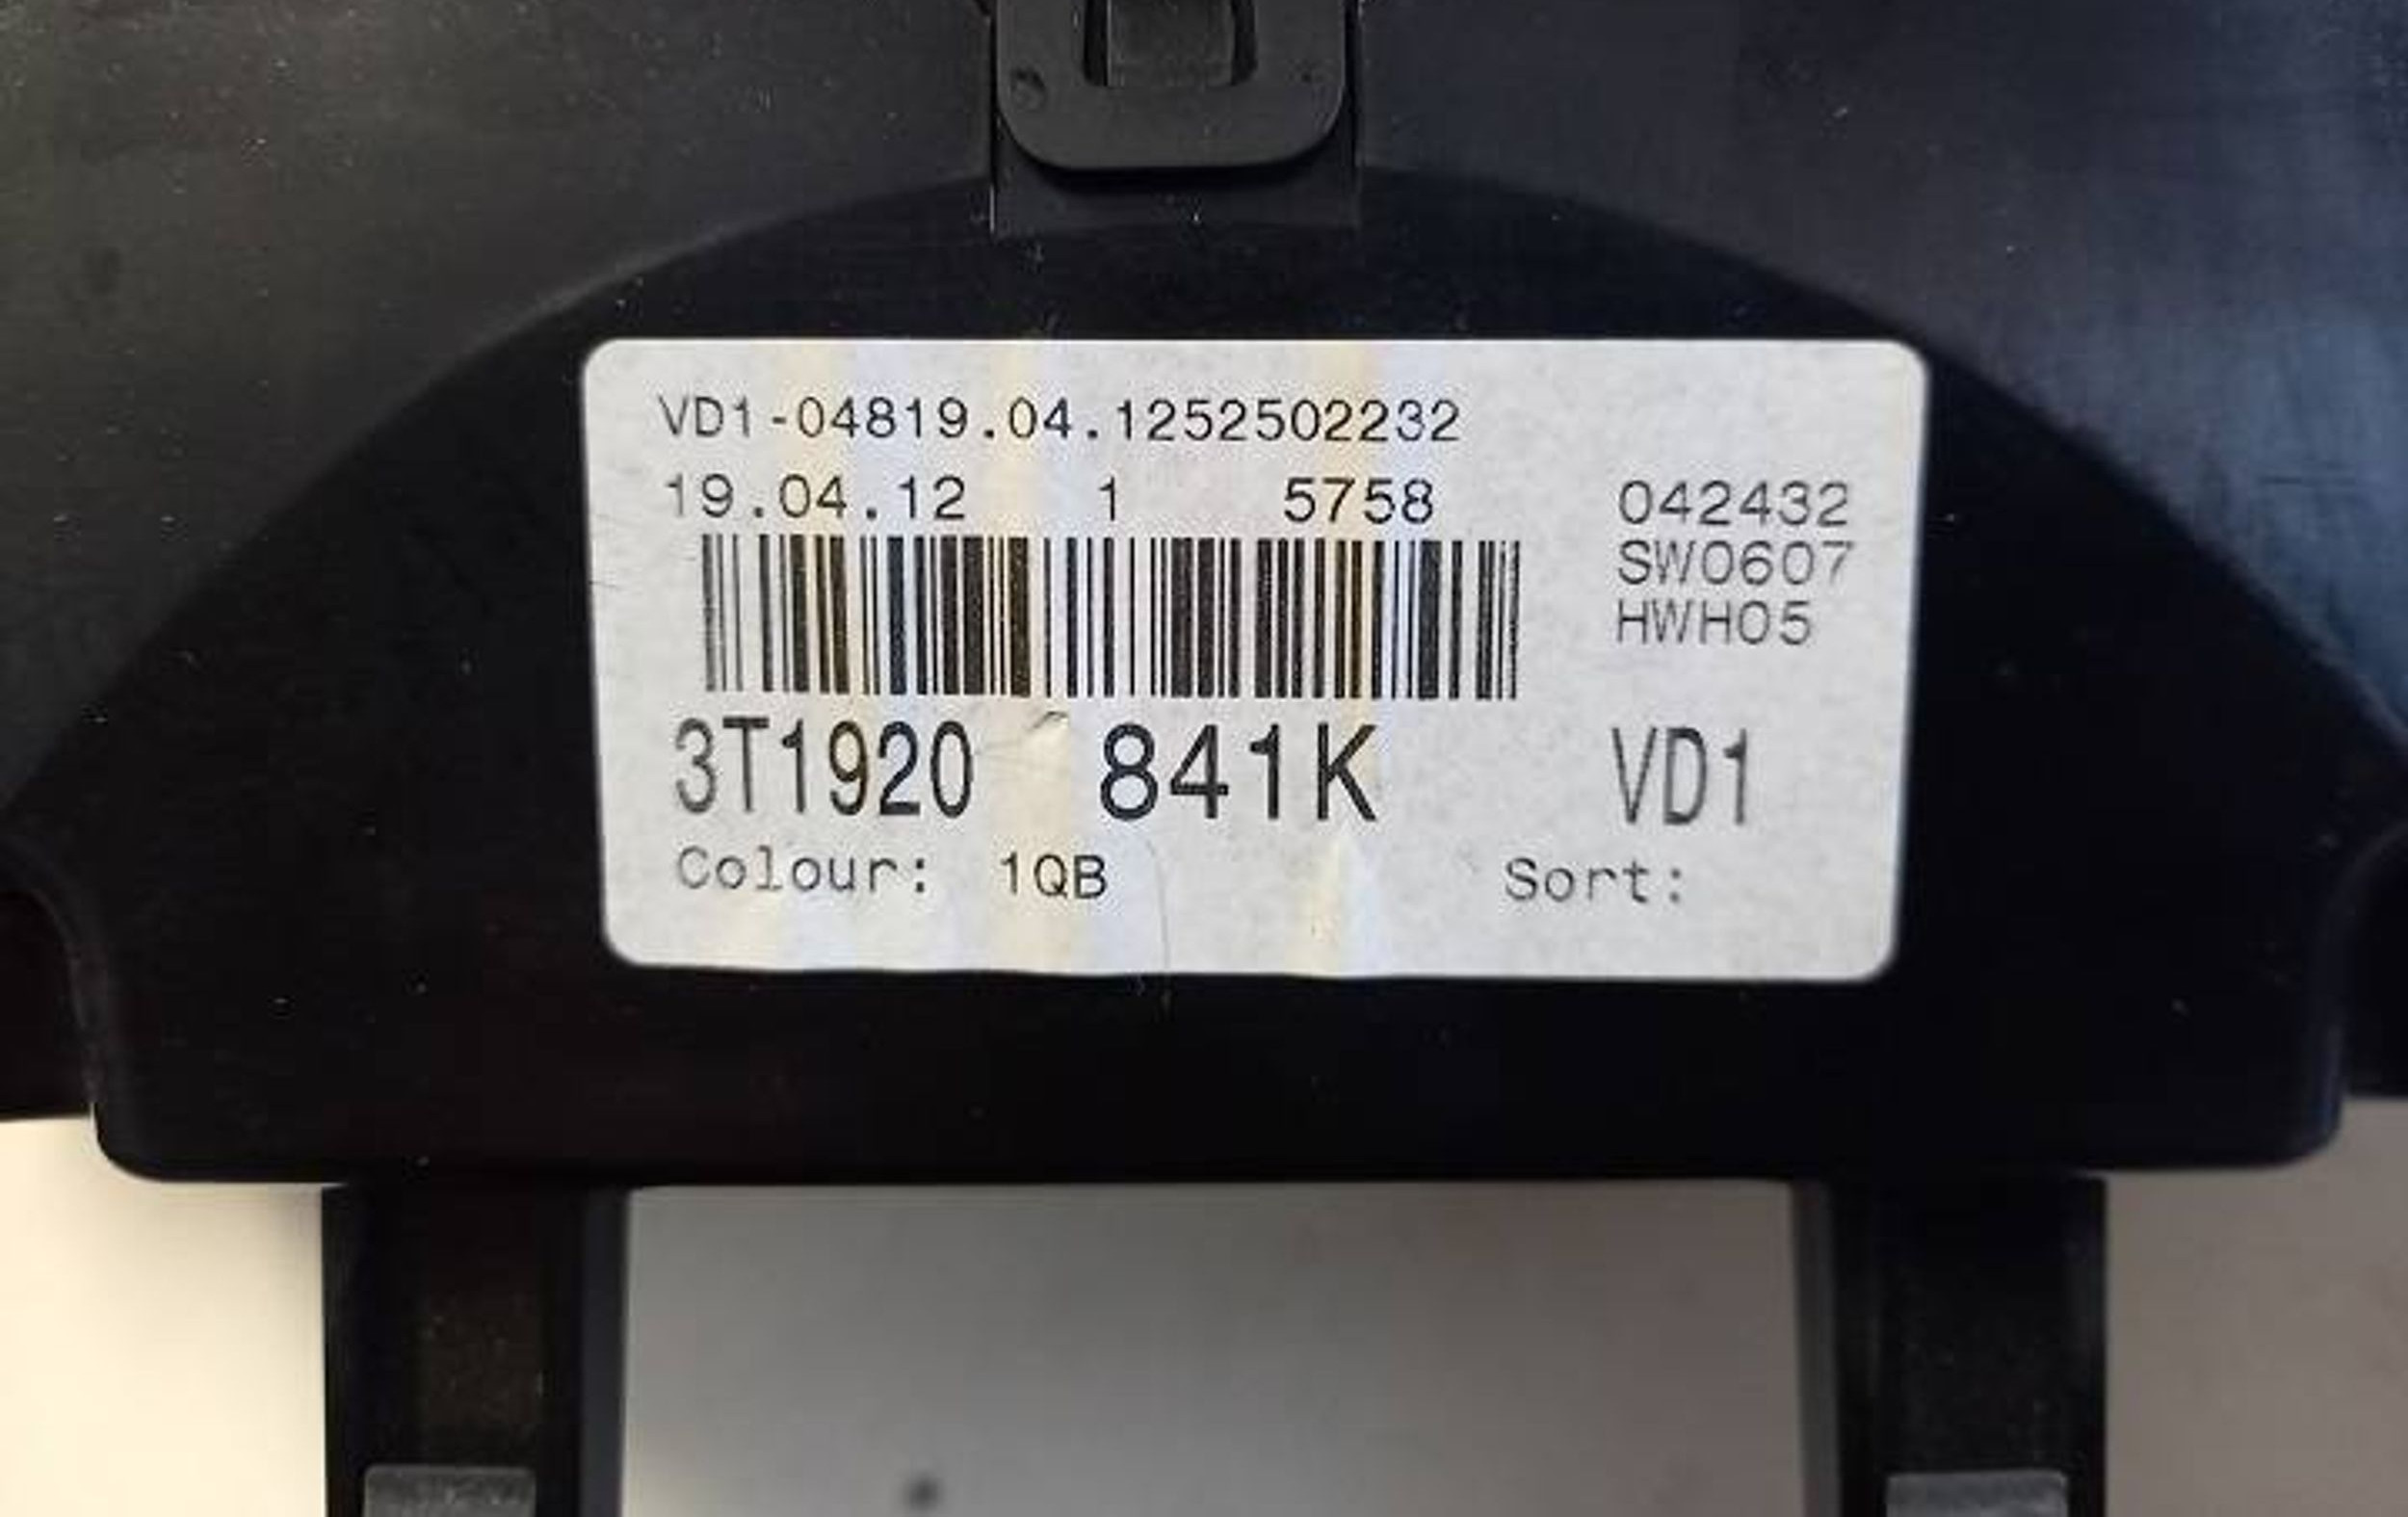 VD1-04819.04.1252502232
19.04.12 1 5758 042432
SW0607
HWH05
3T1920 841K VD1
Colour: 1QB Sort: